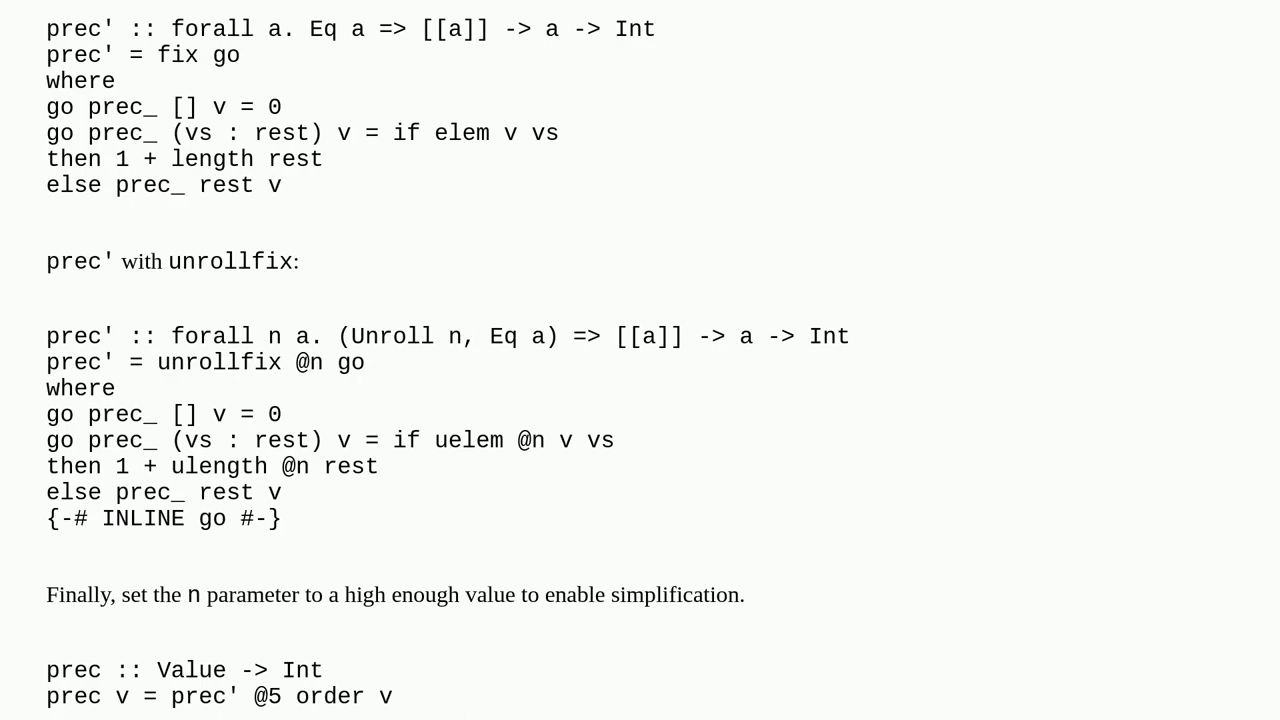 prec' :: forall a. Eq a => [[a]] -> a -> Int
prec' = fix go
where
go prec_ [] v = 0
go prec_ (vs : rest) v = if elem v vs
then 1 + length rest
else prec_ rest v
prec' with unrollfix:
prec' :: forall n a. (Unroll n, Eq a) => [[a]] -> a -> Int
prec' = unrollfix @n go
where
go prec_ [] v = 0
go prec_ (vs : rest) v = if uelem @n v vs
then 1 + ulength @n rest
else prec_ rest v
{-# INLINE go #-}
Finally, set the n parameter to a high enough value to enable simplification.
prec :: Value -> Int
prec v = prec' @5 order v